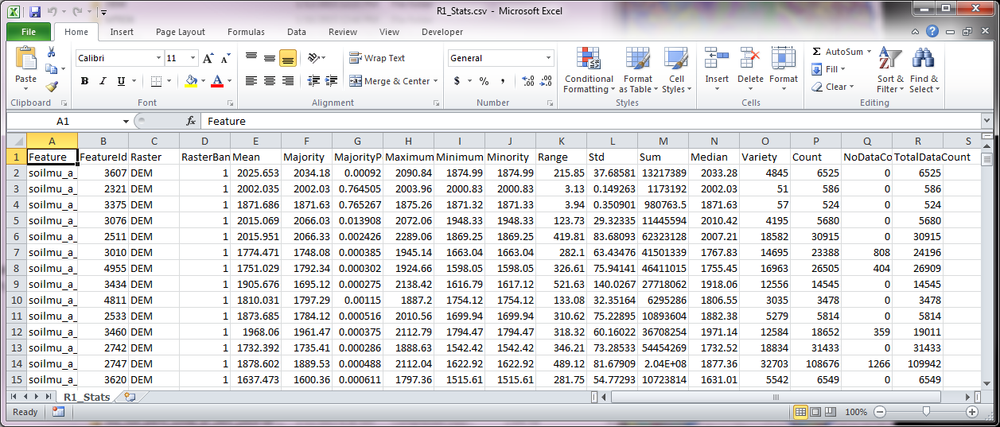 R1_Stats.csv - Microsoft Excel
File Home Insert Page Layout Formulas Data Review View Developer
Calibri 11 Wrap Text General AutoSum
Paste Conditional Formatting Format as Table Cell Styles Insert Delete Format Fill Sort & Filter Find & Select
B I U Merge & Center $ % , Clear
Clipboard Font Alignment Number Styles Cells Editing
A1 fx Feature
A B C D E F G H I J K L M N O P Q R S
1 Feature FeatureId Raster RasterBan Mean Majority MajorityP Maximum Minimum Minority Range Std Sum Median Variety Count NoDataCo TotalDataCount
2 soilmu_a_ 3607 DEM 1 2025.653 2034.18 0.00092 2090.84 1874.99 1874.99 215.85 37.68581 13217389 2033.28 4845 6525 0 6525
3 soilmu_a_ 2321 DEM 1 2002.035 2002.03 0.764505 2003.96 2000.83 2000.83 3.13 0.149263 1173192 2002.03 51 586 0 586
4 soilmu_a_ 3375 DEM 1 1871.686 1871.63 0.765267 1875.26 1871.32 1871.33 3.94 0.350901 980763.5 1871.63 57 524 0 524
5 soilmu_a_ 3076 DEM 1 2015.069 2066.03 0.013908 2072.06 1948.33 1948.33 123.73 29.32335 11445594 2010.42 4195 5680 0 5680
6 soilmu_a_ 2511 DEM 1 2015.951 2066.33 0.002426 2289.06 1869.25 1869.25 419.81 83.68093 62323128 2007.21 18582 30915 0 30915
7 soilmu_a_ 3010 DEM 1 1774.471 1748.08 0.000385 1945.14 1663.04 1663.04 282.1 63.43476 41501339 1767.83 14695 23388 808 24196
8 soilmu_a_ 4955 DEM 1 1751.029 1792.34 0.000302 1924.66 1598.05 1598.05 326.61 75.94141 46411015 1755.45 16963 26505 404 26909
9 soilmu_a_ 3434 DEM 1 1905.676 1695.12 0.000275 2138.42 1616.79 1617.12 521.63 140.0267 27718062 1918.06 12556 14545 0 14545
10 soilmu_a_ 4811 DEM 1 1810.031 1797.29 0.00115 1887.2 1754.12 1754.12 133.08 32.35164 6295286 1806.55 3035 3478 0 3478
11 soilmu_a_ 2533 DEM 1 1873.685 1784.12 0.000516 2010.56 1699.94 1699.94 310.62 75.22895 10893604 1882.38 5279 5814 0 5814
12 soilmu_a_ 3460 DEM 1 1968.06 1961.47 0.000375 2112.79 1794.47 1794.47 318.32 60.16022 36708254 1971.14 12584 18652 359 19011
13 soilmu_a_ 2742 DEM 1 1732.392 1735.41 0.000286 1888.63 1542.42 1542.42 346.21 73.28533 54454269 1732.52 18834 31433 0 31433
14 soilmu_a_ 2747 DEM 1 1878.602 1889.53 0.000488 2112.04 1622.92 1622.92 489.12 81.67909 2.04E+08 1877.36 32703 108676 1266 109942
15 soilmu_a_ 3620 DEM 1 1637.473 1600.36 0.000611 1797.36 1515.61 1515.61 281.75 54.77293 10723814 1631.01 5542 6549 0 6549
R1_Stats
Ready 100%